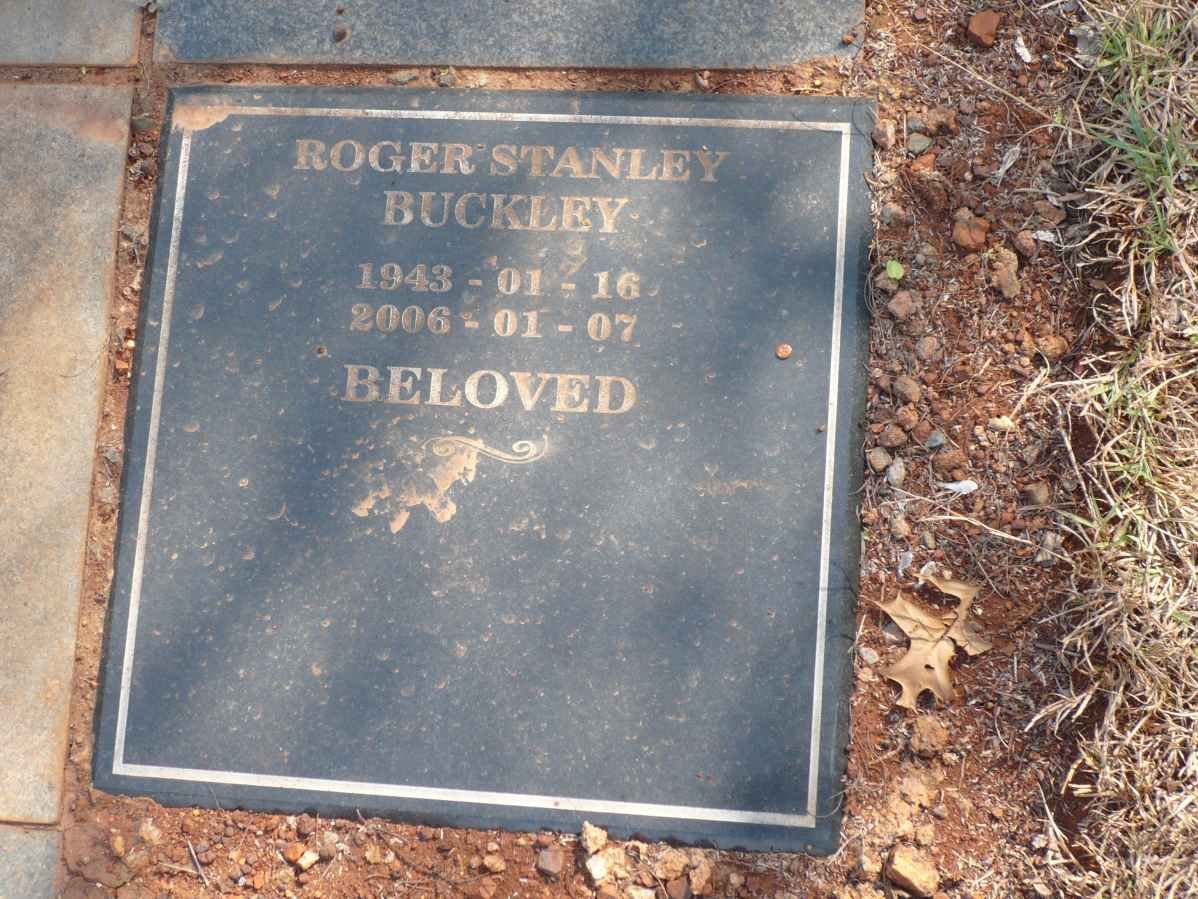 ROGER STANLEY
BUCKLEY
1943 - 01 - 16
2006 - 01 - 07
BELOVED